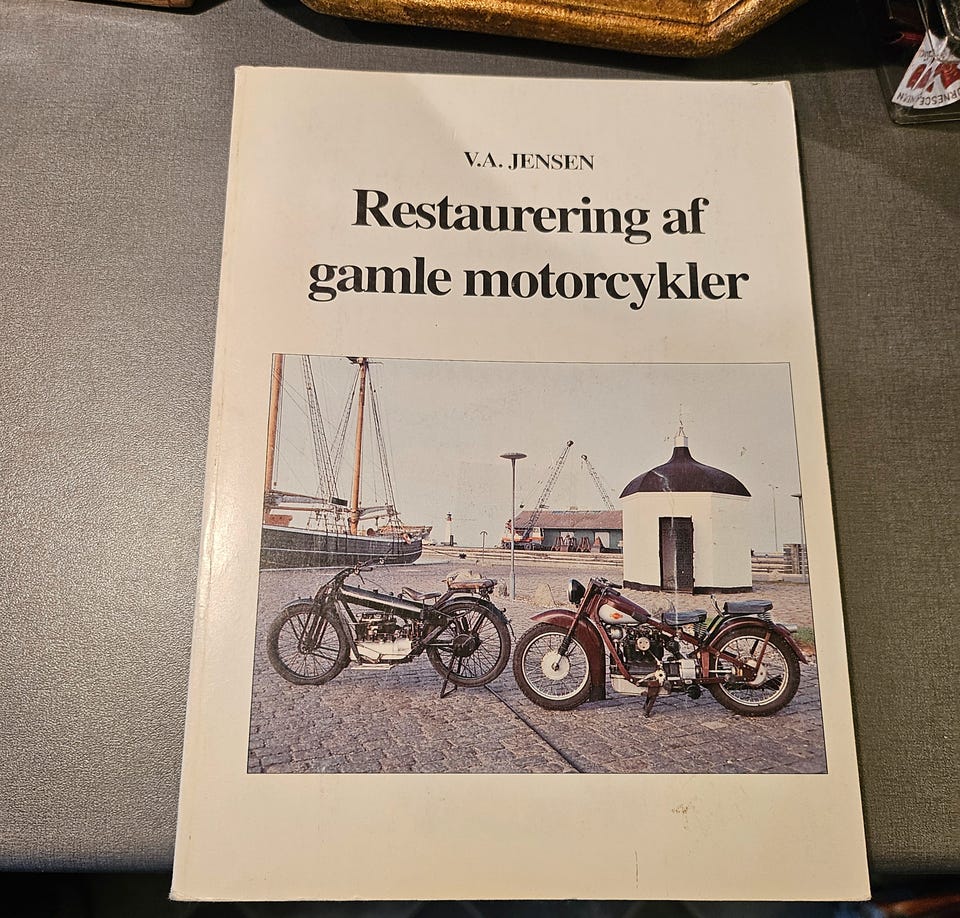 V.A. JENSEN
Restaurering af
gamle motorcykler